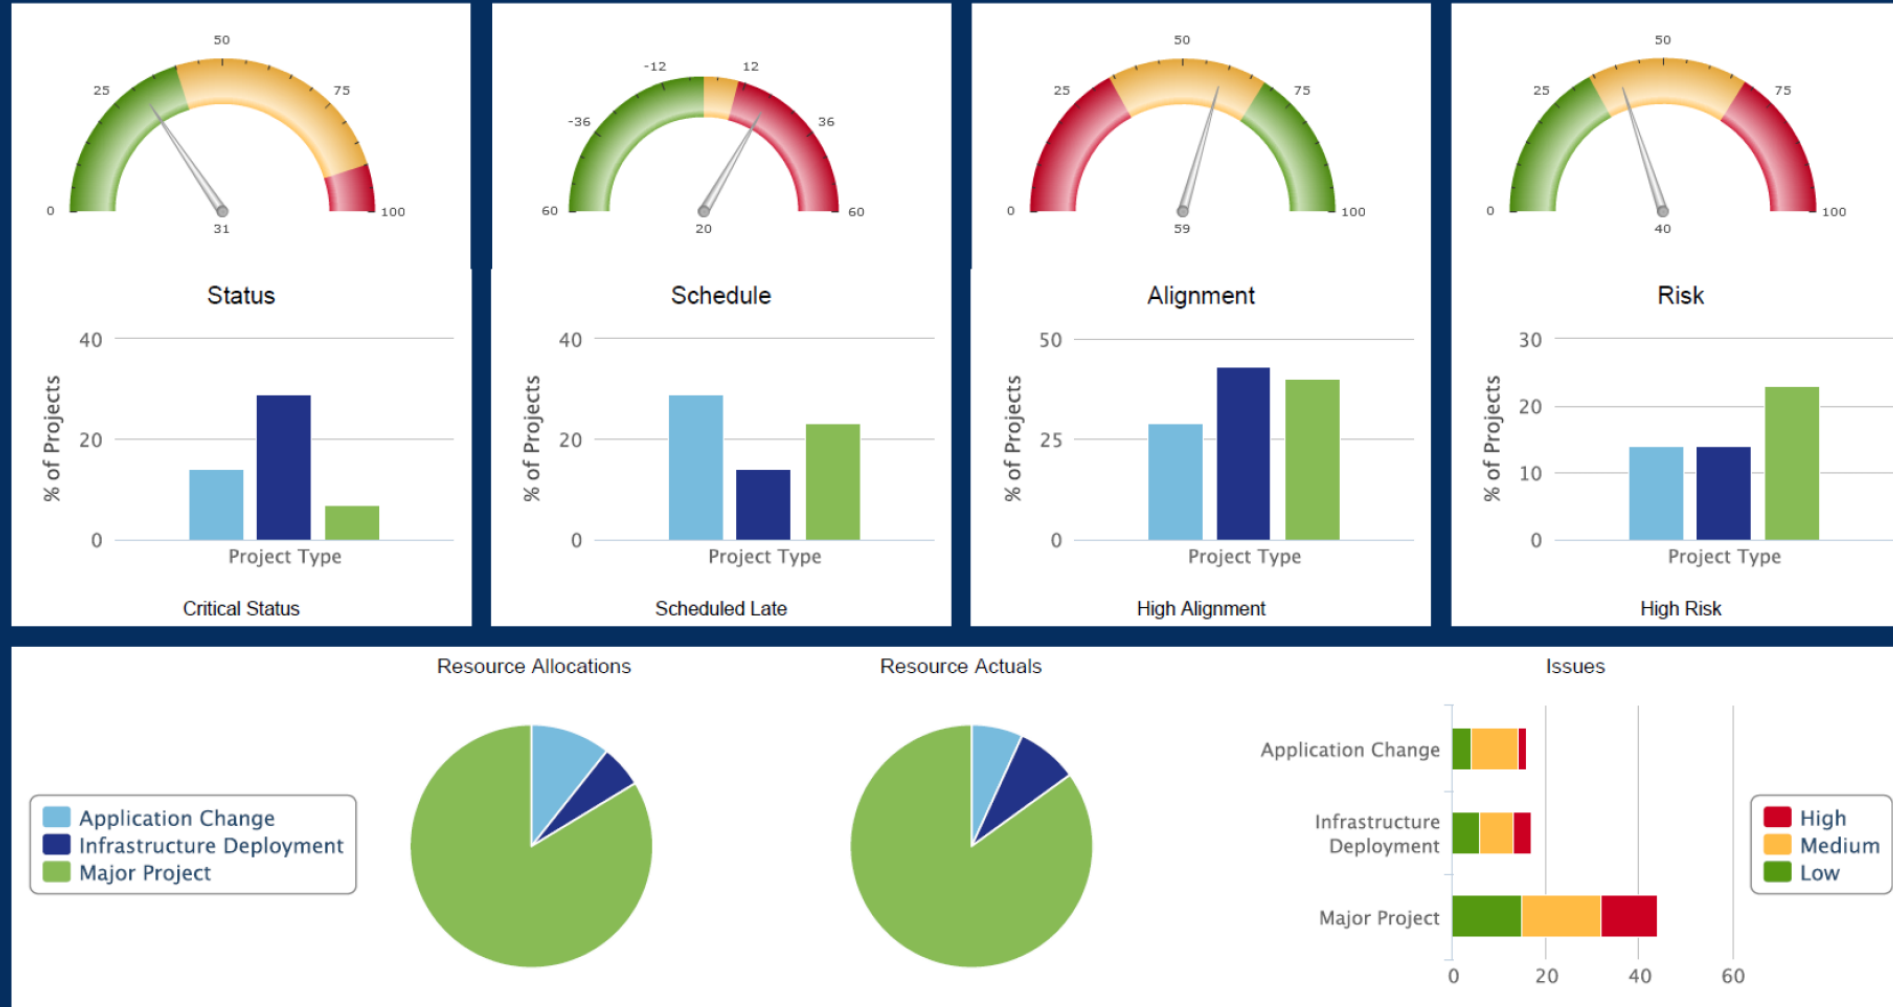 50
25
75
0
100
31
Status
40
20
0
% of Projects
Project Type
Critical Status
-12
12
-36
36
60
60
20
Schedule
40
20
0
% of Projects
Project Type
Scheduled Late
50
25
75
0
100
59
Alignment
50
25
0
% of Projects
Project Type
High Alignment
50
25
75
0
100
40
Risk
30
20
10
0
% of Projects
Project Type
High Risk
Application Change
Infrastructure Deployment
Major Project
Resource Allocations
Resource Actuals
Issues
Application Change
Infrastructure
Deployment
Major Project
0
20
40
60
High
Medium
Low